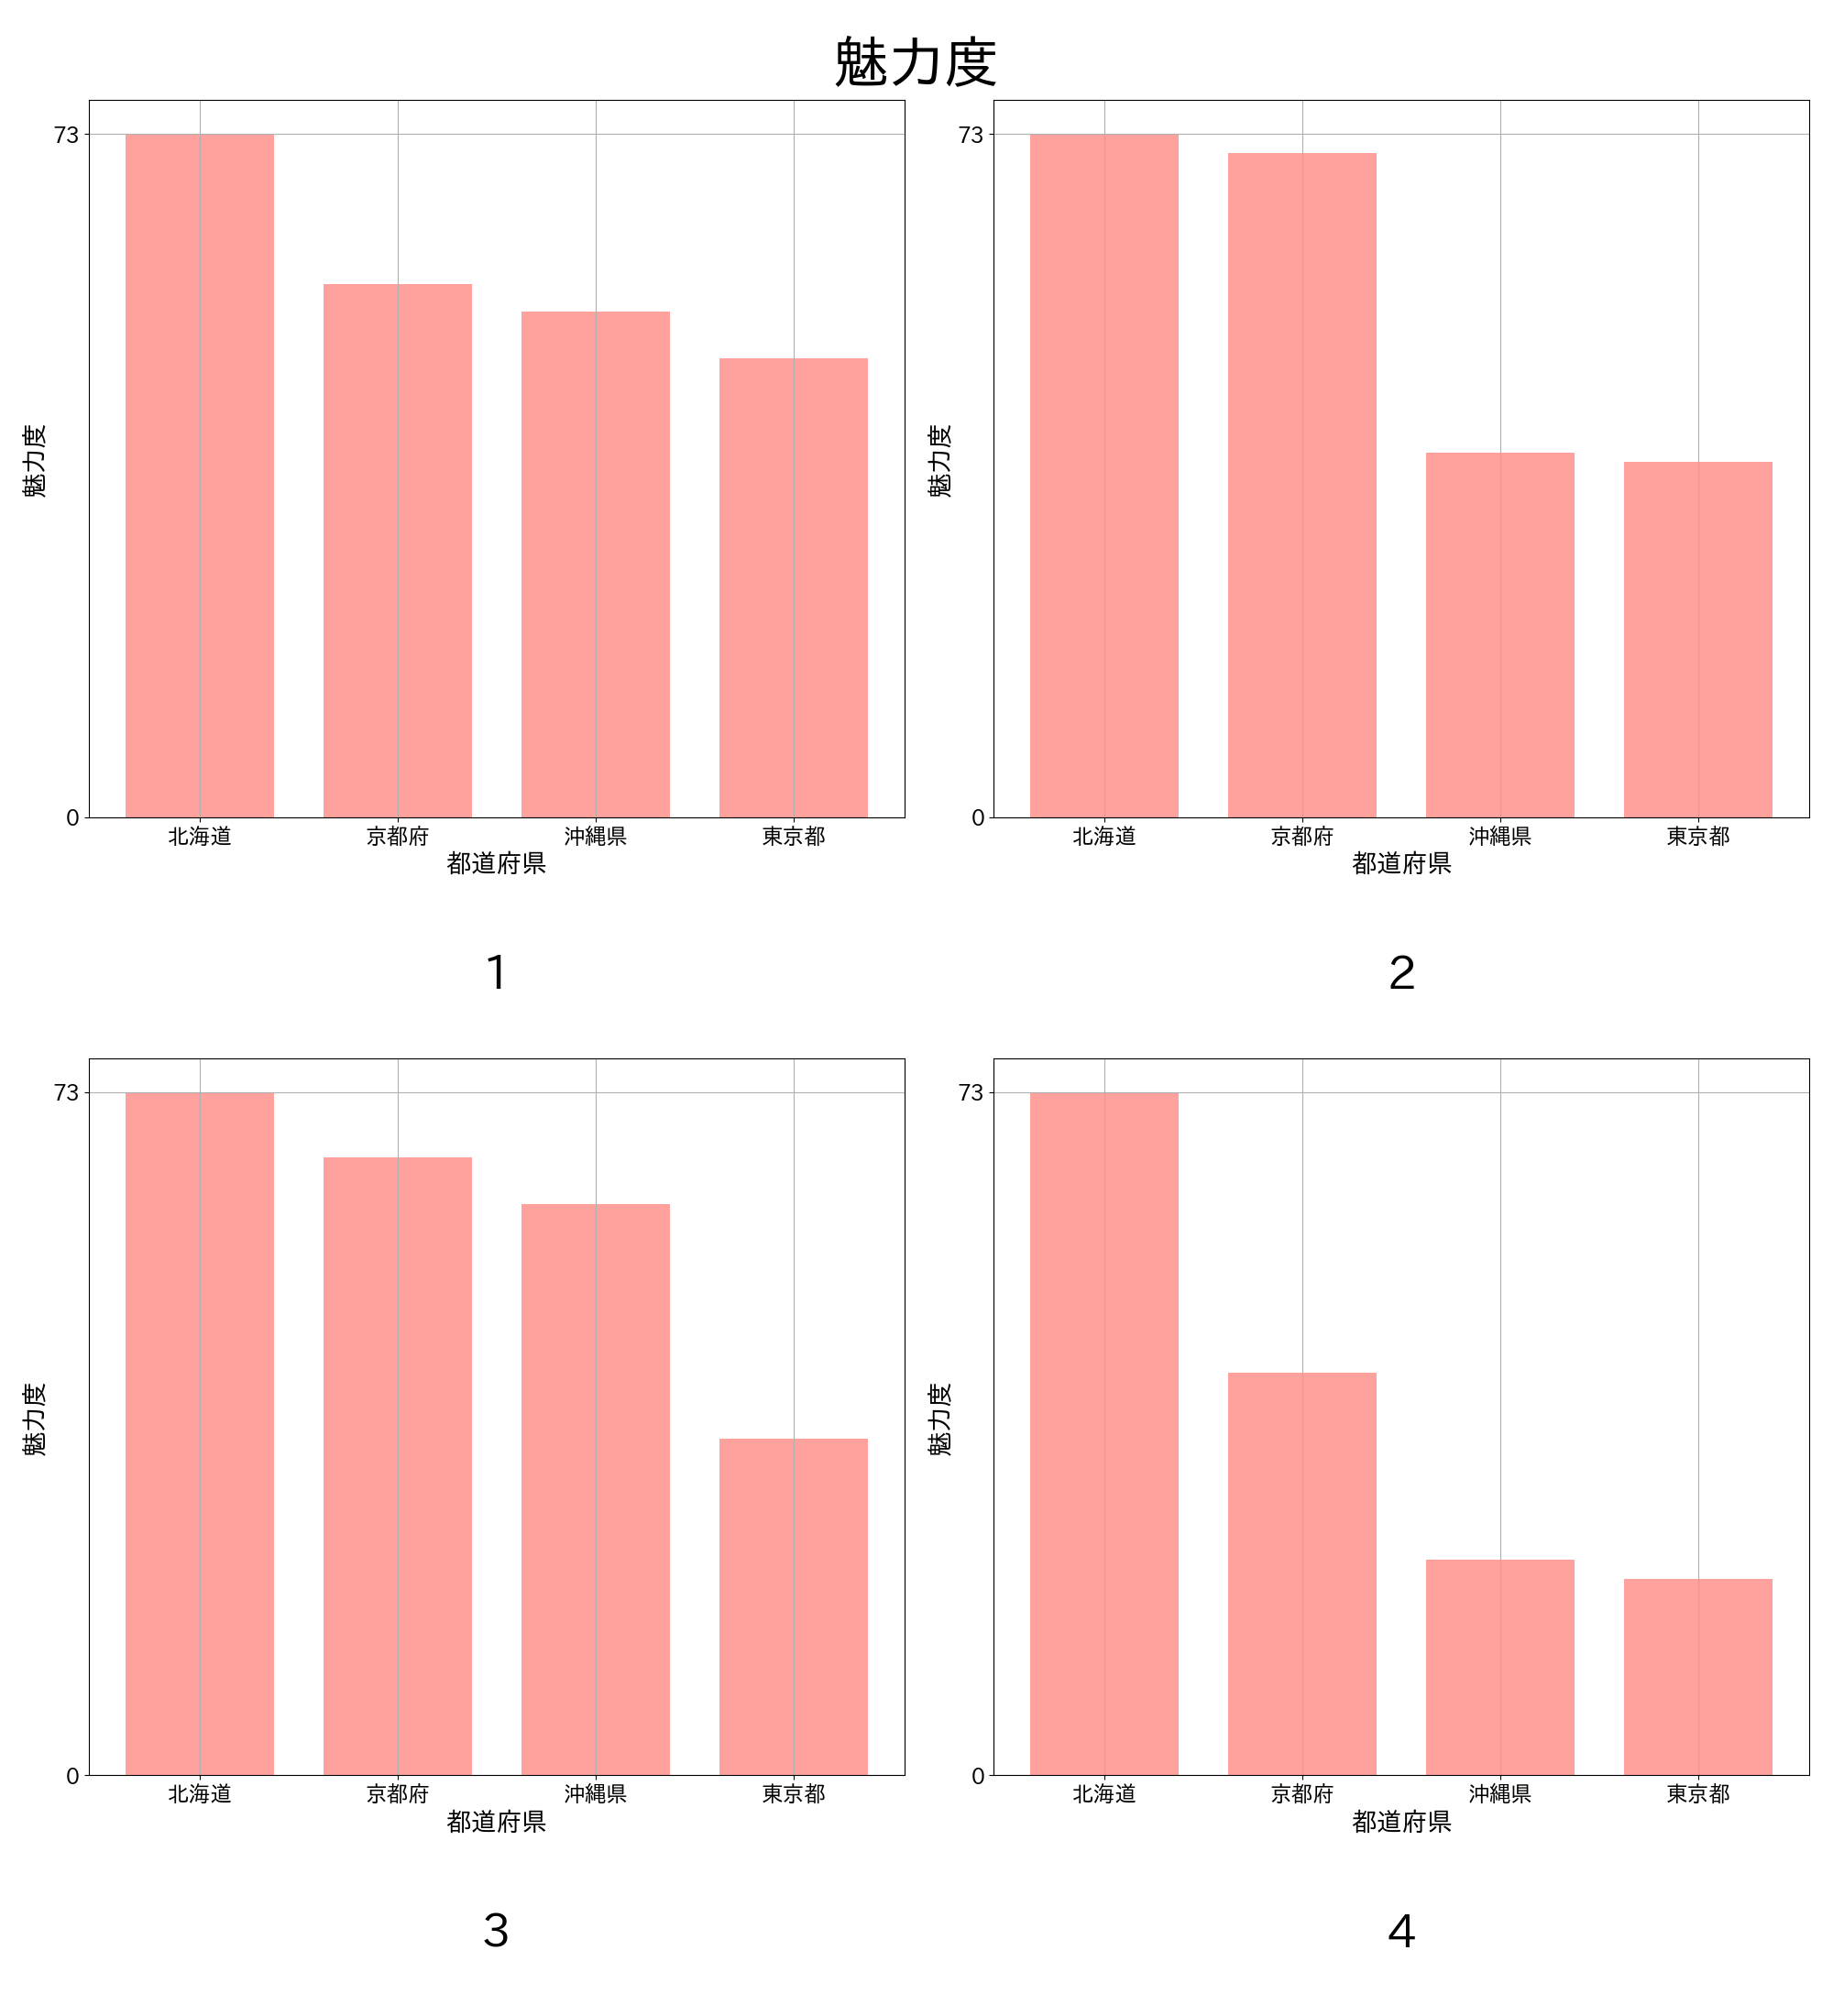 魅力度
73
0
魅力度
北海道 京都府 沖縄県 東京都
都道府県
1
73
0
魅力度
北海道 京都府 沖縄県 東京都
都道府県
2
73
0
魅力度
北海道 京都府 沖縄県 東京都
都道府県
3
73
0
魅力度
北海道 京都府 沖縄県 東京都
都道府県
4